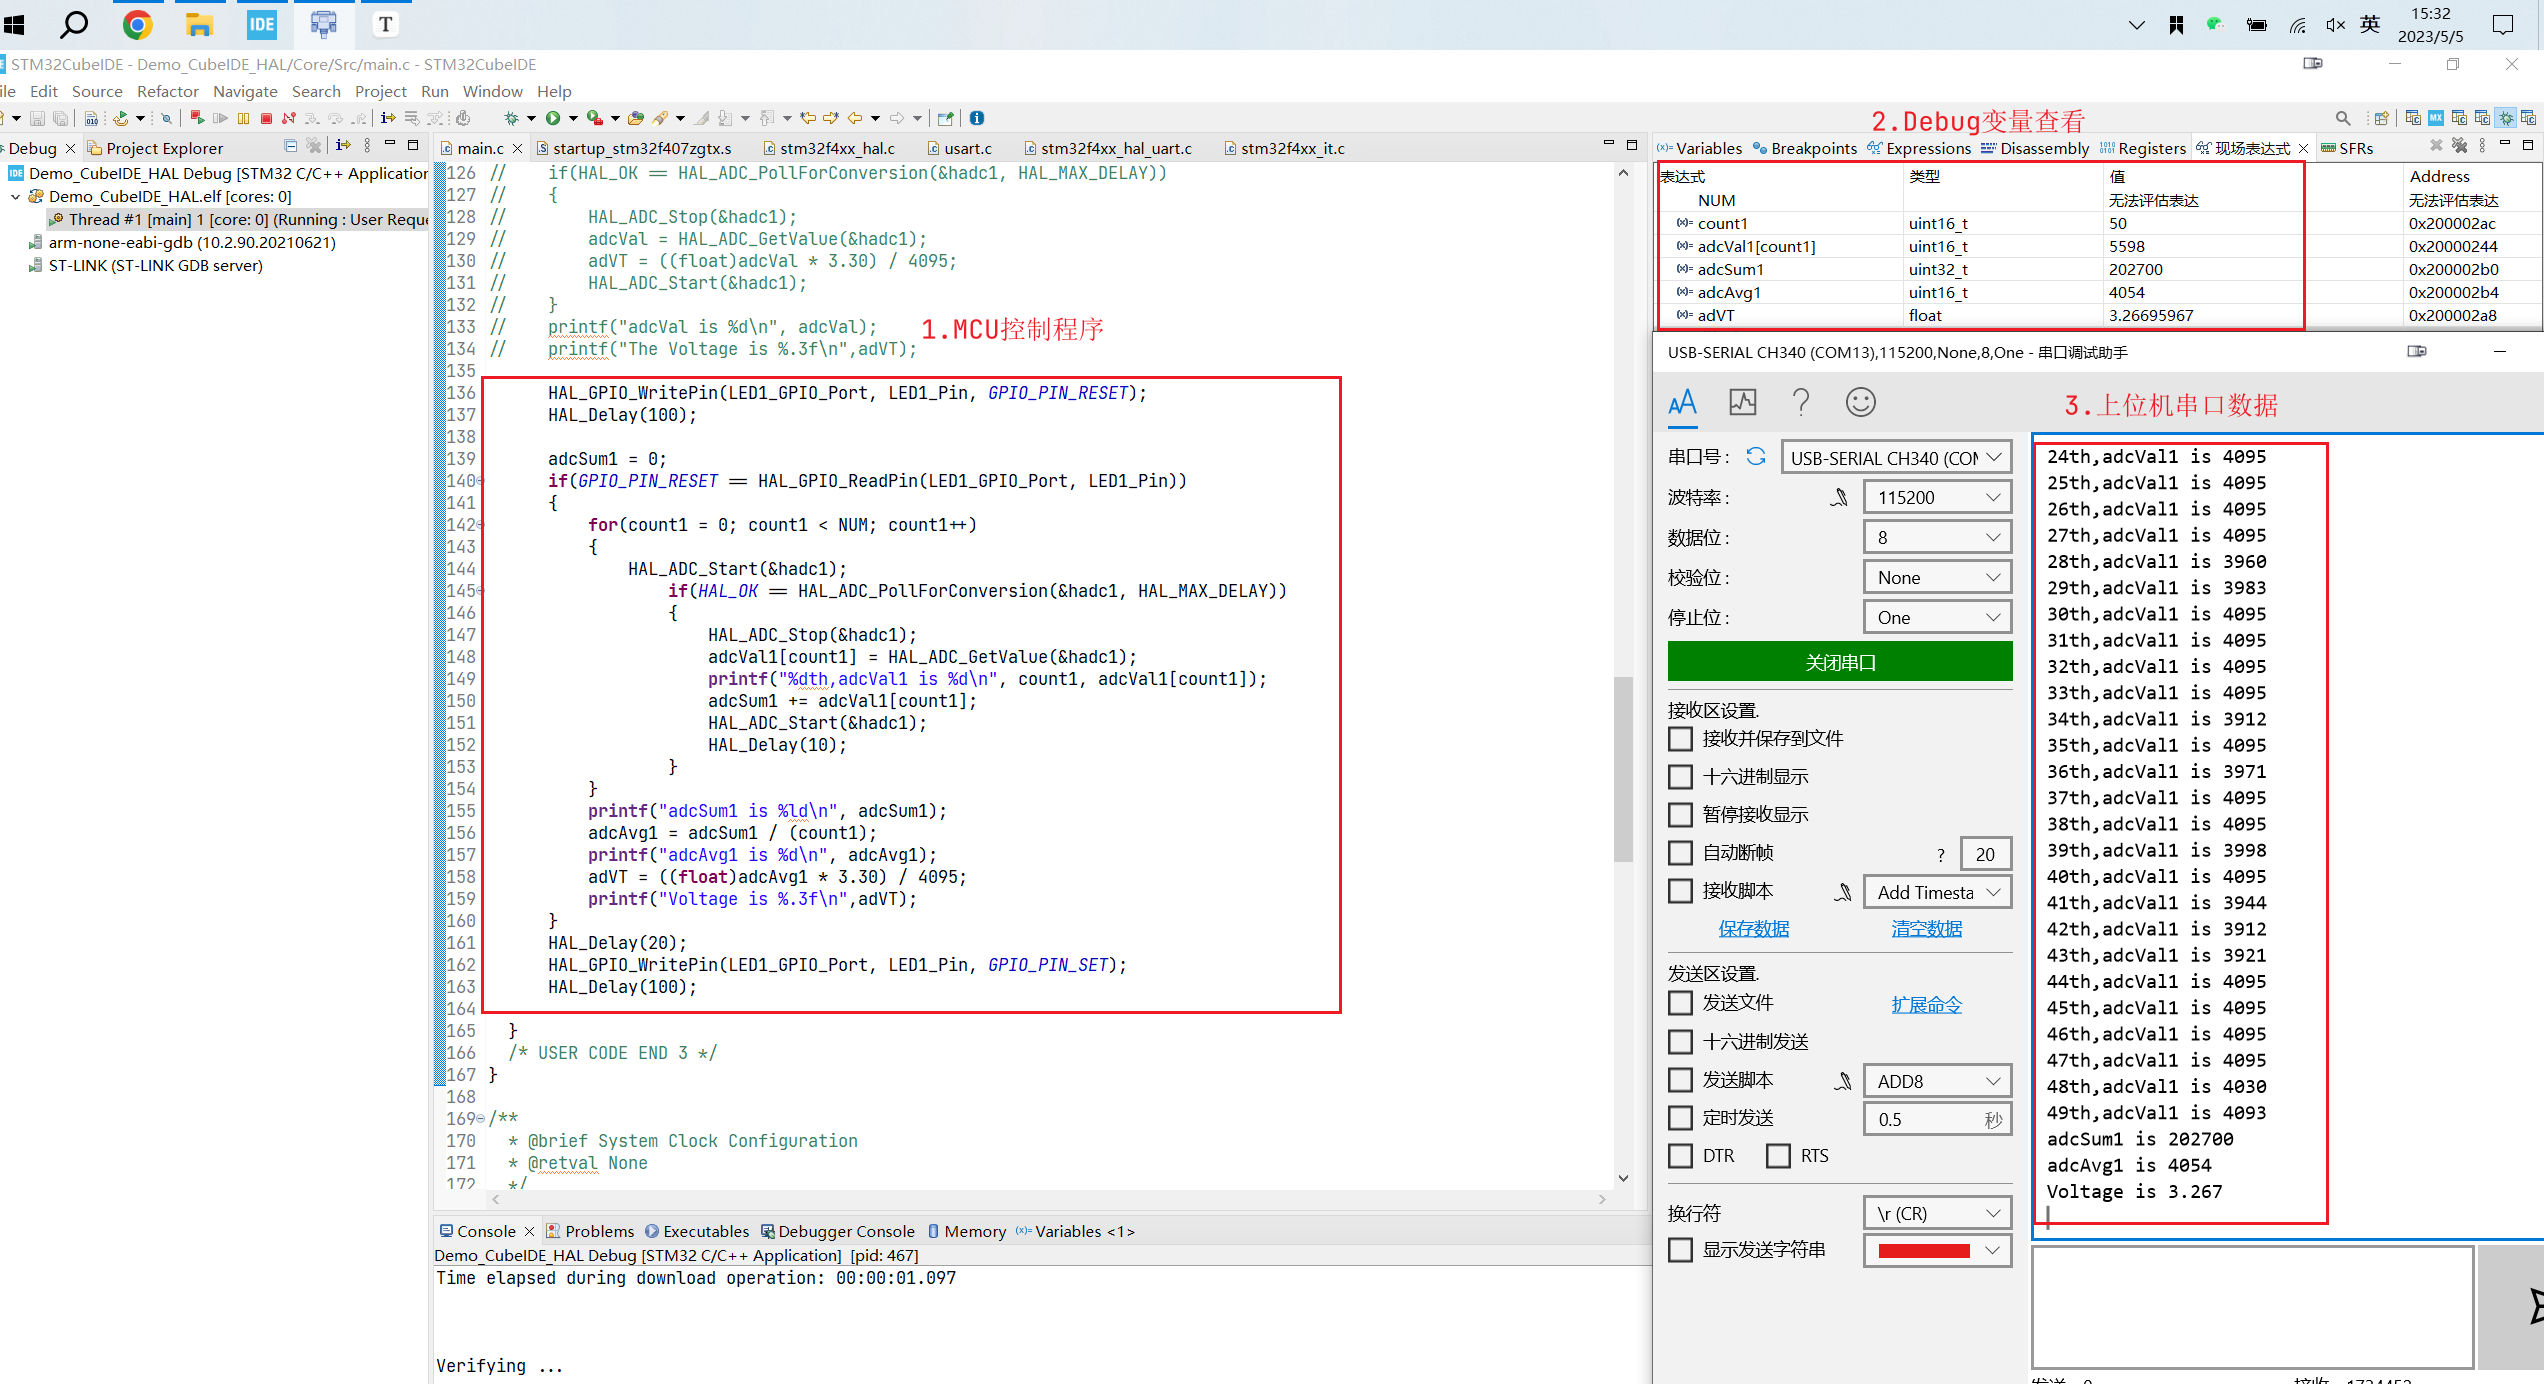 IDE
T
英
15:32
2023/5/5
STM32CubeIDE - Demo_CubeIDE_HAL/Core/Src/main.c - STM32CubeIDE
ile Edit Source Refactor Navigate Search Project Run Window Help
2.Debug变量查看
Debug
Project Explorer
Demo_CubeIDE_HAL Debug [STM32 C/C++ Application
Demo_CubeIDE_HAL.elf [cores: 0]
Thread #1 [main] 1 [core: 0] (Running : User Reque
arm-none-eabi-gdb (10.2.90.20210621)
ST-LINK (ST-LINK GDB server)
main.c startup_stm32f407zgtx.s stm32f4xx_hal.c usart.c stm32f4xx_hal_uart.c stm32f4xx_it.c
126 // if(HAL_OK == HAL_ADC_PollForConversion(&hadc1, HAL_MAX_DELAY))
127 // {
128 // HAL_ADC_Stop(&hadc1);
129 // adcVal = HAL_ADC_GetValue(&hadc1);
130 // adVT = ((float)adcVal * 3.30) / 4095;
131 // HAL_ADC_Start(&hadc1);
132 // }
133 // printf("adcVal is %d\n", adcVal);
134 // printf("The Voltage is %.3f\n",adVT);
1.MCU控制程序
135
136 HAL_GPIO_WritePin(LED1_GPIO_Port, LED1_Pin, GPIO_PIN_RESET);
137 HAL_Delay(100);
138
139 adcSum1 = 0;
140 if(GPIO_PIN_RESET == HAL_GPIO_ReadPin(LED1_GPIO_Port, LED1_Pin))
141 {
142 for(count1 = 0; count1 < NUM; count1++)
143 {
144 HAL_ADC_Start(&hadc1);
145 if(HAL_OK == HAL_ADC_PollForConversion(&hadc1, HAL_MAX_DELAY))
146 {
147 HAL_ADC_Stop(&hadc1);
148 adcVal1[count1] = HAL_ADC_GetValue(&hadc1);
149 printf("%dth,adcVal1 is %d\n", count1, adcVal1[count1]);
150 adcSum1 += adcVal1[count1];
151 HAL_ADC_Start(&hadc1);
152 HAL_Delay(10);
153 }
154 }
155 printf("adcSum1 is %ld\n", adcSum1);
156 adcAvg1 = adcSum1 / (count1);
157 printf("adcAvg1 is %d\n", adcAvg1);
158 adVT = ((float)adcAvg1 * 3.30) / 4095;
159 printf("Voltage is %.3f\n",adVT);
160 }
161 HAL_Delay(20);
162 HAL_GPIO_WritePin(LED1_GPIO_Port, LED1_Pin, GPIO_PIN_SET);
163 HAL_Delay(100);
164
165 }
166 /* USER CODE END 3 */
167 }
168
169 /**
170 * @brief System Clock Configuration
171 * @retval None
172 */
Console Problems Executables Debugger Console Memory Variables <1>
Demo_CubeIDE_HAL Debug [STM32 C/C++ Application] [pid: 467]
Time elapsed during download operation: 00:00:01.097
Verifying ...
Variables Breakpoints Expressions Disassembly Registers 现场表达式 SFRs
表达式 类型 值 Address
NUM 无法评估表达 无法评估表达
count1 uint16_t 50 0x200002ac
adcVal1[count1] uint16_t 5598 0x20000244
adcSum1 uint32_t 202700 0x200002b0
adcAvg1 uint16_t 4054 0x200002b4
adVT float 3.26695967 0x200002a8
USB-SERIAL CH340 (COM13),115200,None,8,One - 串口调试助手
3.上位机串口数据
串口号: USB-SERIAL CH340 (CO
波特率: 115200
数据位: 8
校验位: None
停止位: One
关闭串口
接收区设置.
接收并保存到文件
十六进制显示
暂停接收显示
自动断帧 ? 20
接收脚本 Add Timesta
保存数据 清空数据
发送区设置.
发送文件 扩展命令
十六进制发送
发送脚本 ADD8
定时发送 0.5 秒
DTR RTS
换行符 \r (CR)
显示发送字符串
24th,adcVal1 is 4095
25th,adcVal1 is 4095
26th,adcVal1 is 4095
27th,adcVal1 is 4095
28th,adcVal1 is 3960
29th,adcVal1 is 3983
30th,adcVal1 is 4095
31th,adcVal1 is 4095
32th,adcVal1 is 4095
33th,adcVal1 is 4095
34th,adcVal1 is 3912
35th,adcVal1 is 4095
36th,adcVal1 is 3971
37th,adcVal1 is 4095
38th,adcVal1 is 4095
39th,adcVal1 is 3998
40th,adcVal1 is 4095
41th,adcVal1 is 3944
42th,adcVal1 is 3912
43th,adcVal1 is 3921
44th,adcVal1 is 4095
45th,adcVal1 is 4095
46th,adcVal1 is 4095
47th,adcVal1 is 4095
48th,adcVal1 is 4030
49th,adcVal1 is 4093
adcSum1 is 202700
adcAvg1 is 4054
Voltage is 3.267